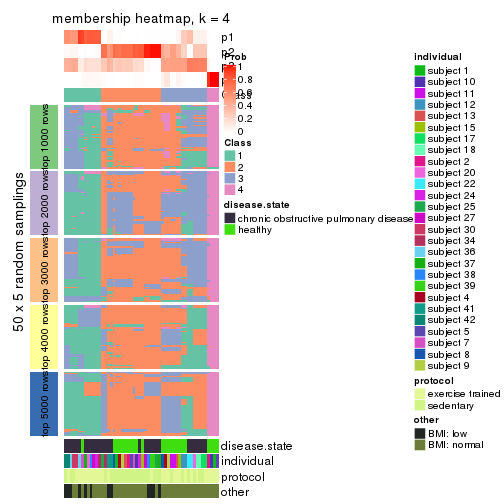 membership heatmap, k = 4
p1
p2
Prob
1
0.8
0.6
0.4
0.2
0
Class
1
2
3
4
disease.state
chronic obstructive pulmonary disease
healthy
50 x 5 random samplings
top 1000 rows
top 2000 rows
top 3000 rows
top 4000 rows
top 5000 rows
disease.state
individual
protocol
other
individual
subject 1
subject 10
subject 11
subject 12
subject 13
subject 15
subject 17
subject 18
subject 2
subject 20
subject 22
subject 24
subject 25
subject 27
subject 30
subject 34
subject 36
subject 37
subject 38
subject 39
subject 4
subject 41
subject 42
subject 5
subject 7
subject 8
subject 9
protocol
exercise trained
sedentary
other
BMI: low
BMI: normal